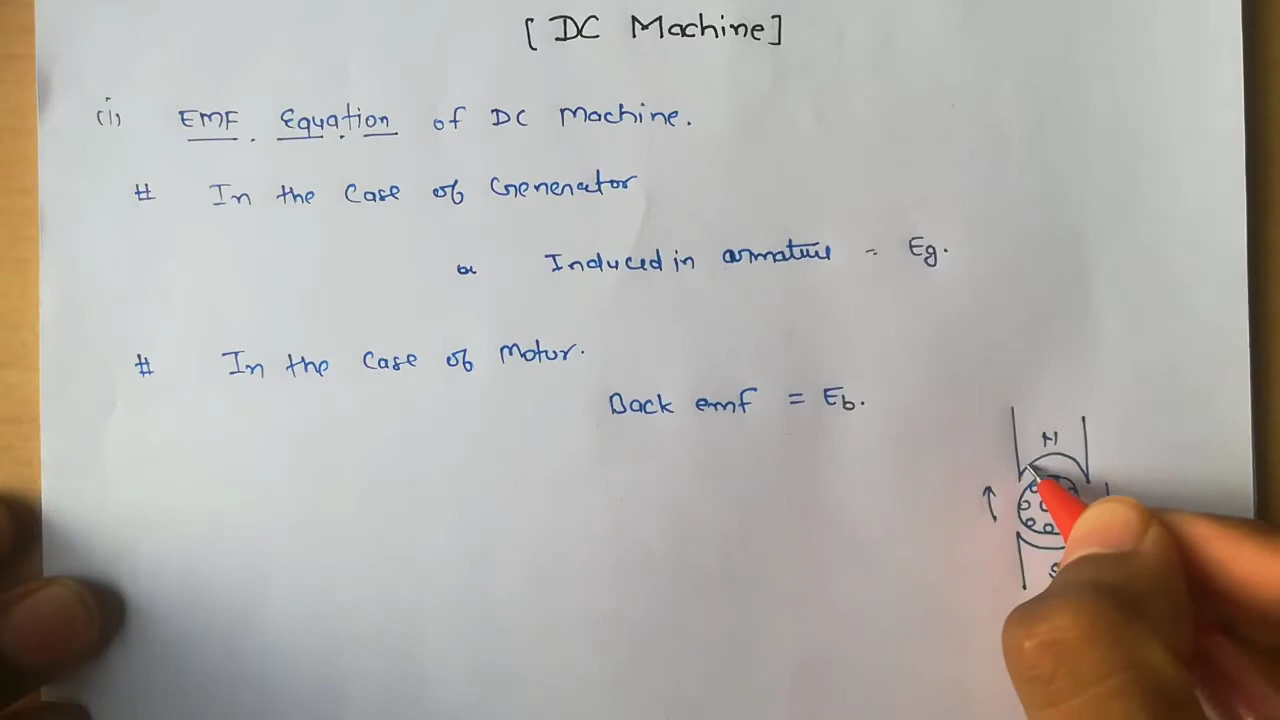 [DC Machine]
(i) EMF Equation of DC Machine.
# In the Case of Generator
or Induced in armature = Eg.
# In the Case of Motor.
Back emf = Eb.
N
S